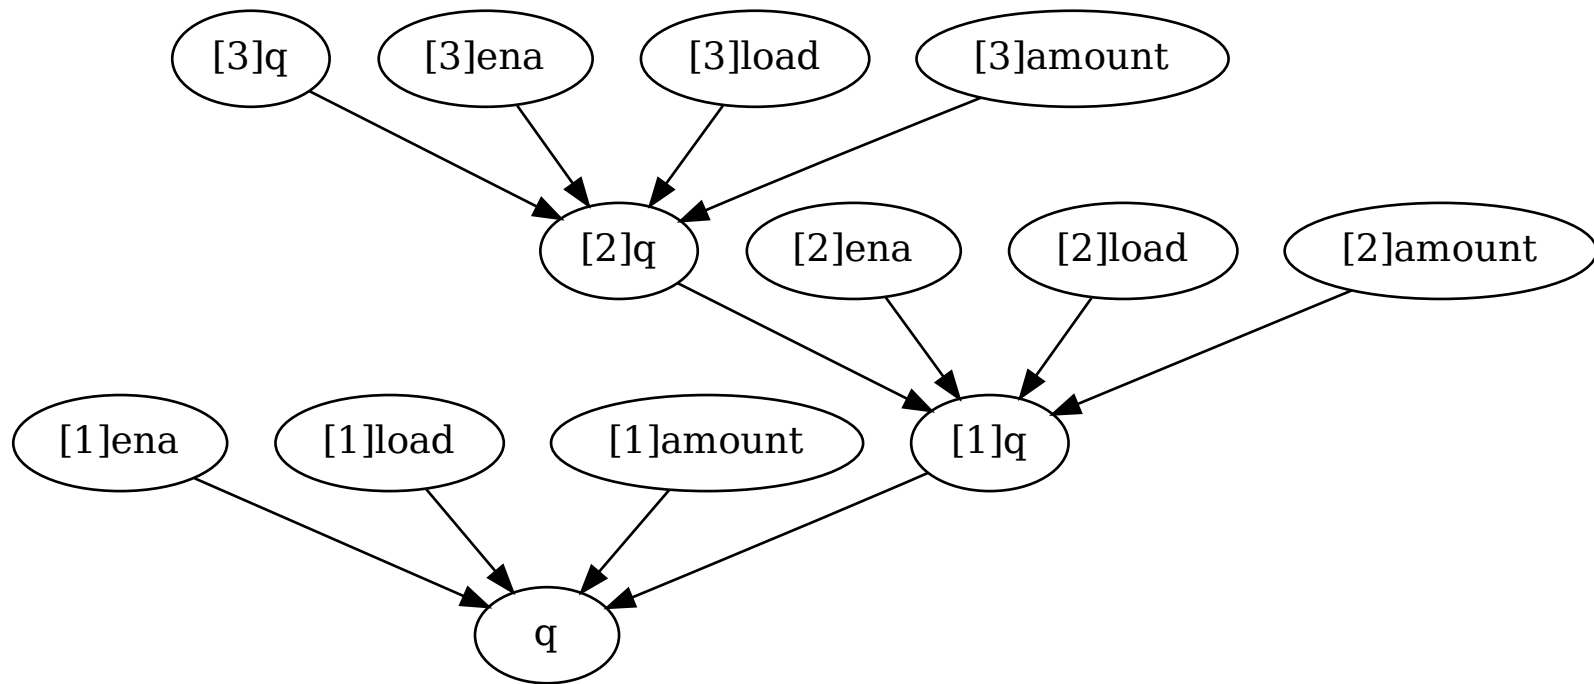 [3]q
[3]ena
[3]load
[3]amount
[2]q
[2]ena
[2]load
[2]amount
[1]ena
[1]load
[1]amount
[1]q
q